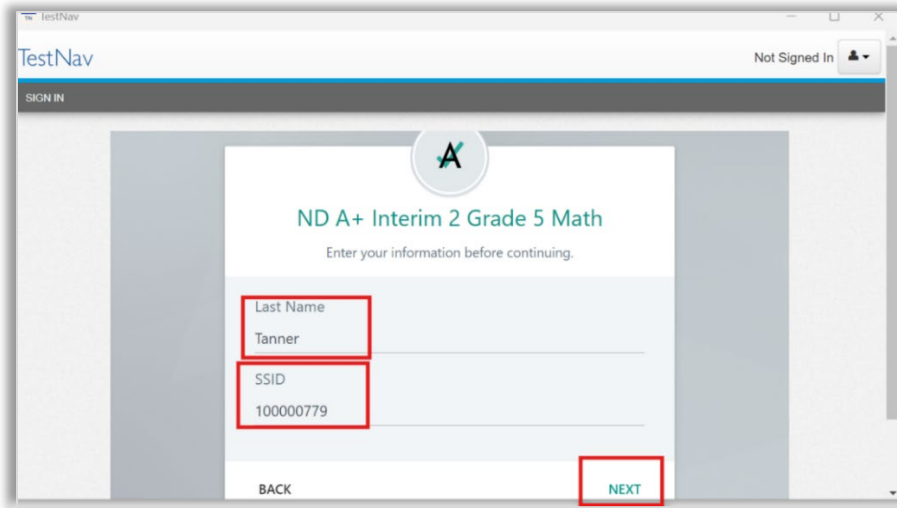 TN TestNav
TestNav
Not Signed In
SIGN IN
ND A+ Interim 2 Grade 5 Math
Enter your information before continuing.
Last Name
Tanner
SSID
100000779
BACK NEXT